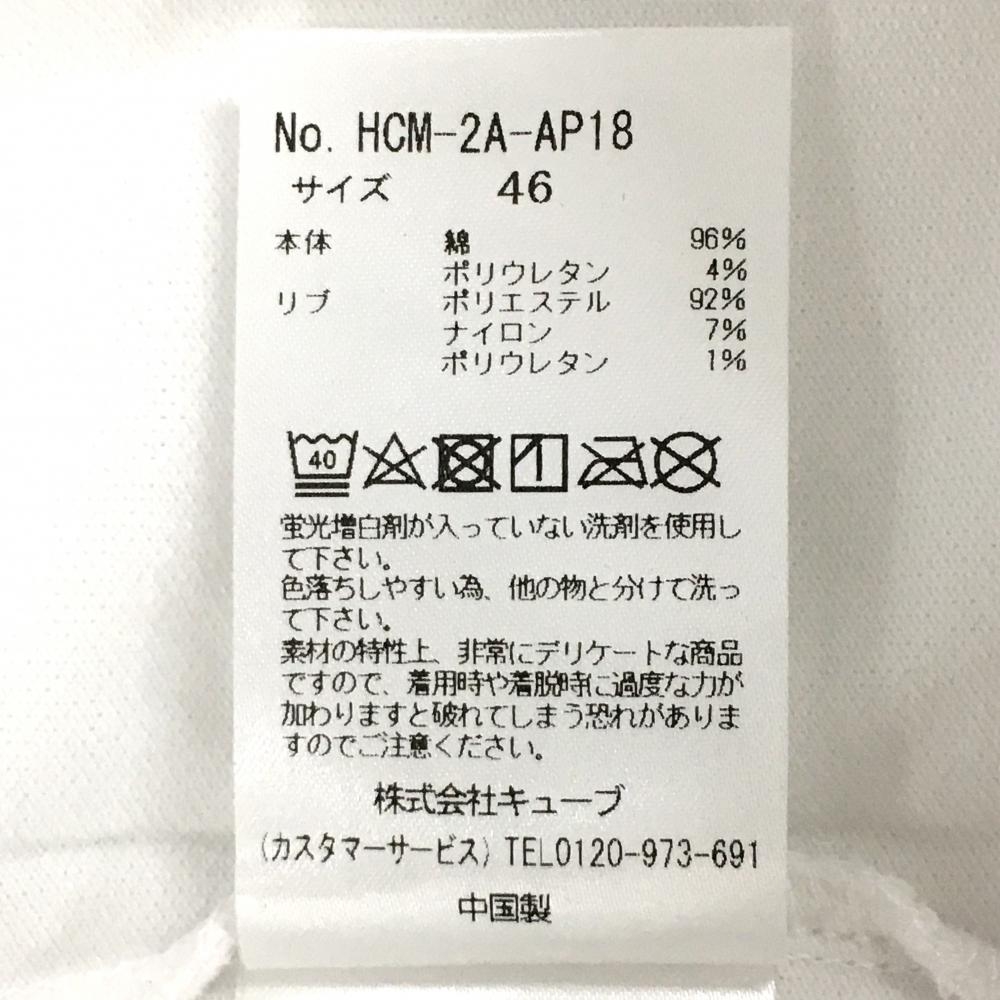 No. HCM-2A-AP18
サイズ 46
本体 綿 96%
ポリウレタン 4%
リブ ポリエステル 92%
ナイロン 7%
ポリウレタン 1%
40
蛍光増白剤が入っていない洗剤を使用し
て下さい。
色落ちしやすい為、他の物と分けて洗っ
て下さい。
素材の特性上、非常にデリケートな商品
ですので、着用時や着脱時に過度な力が
加わりますと破れてしまう恐れがありま
すのでご注意ください。
株式会社キューブ
(カスタマーサービス) TEL0120-973-691
中国製